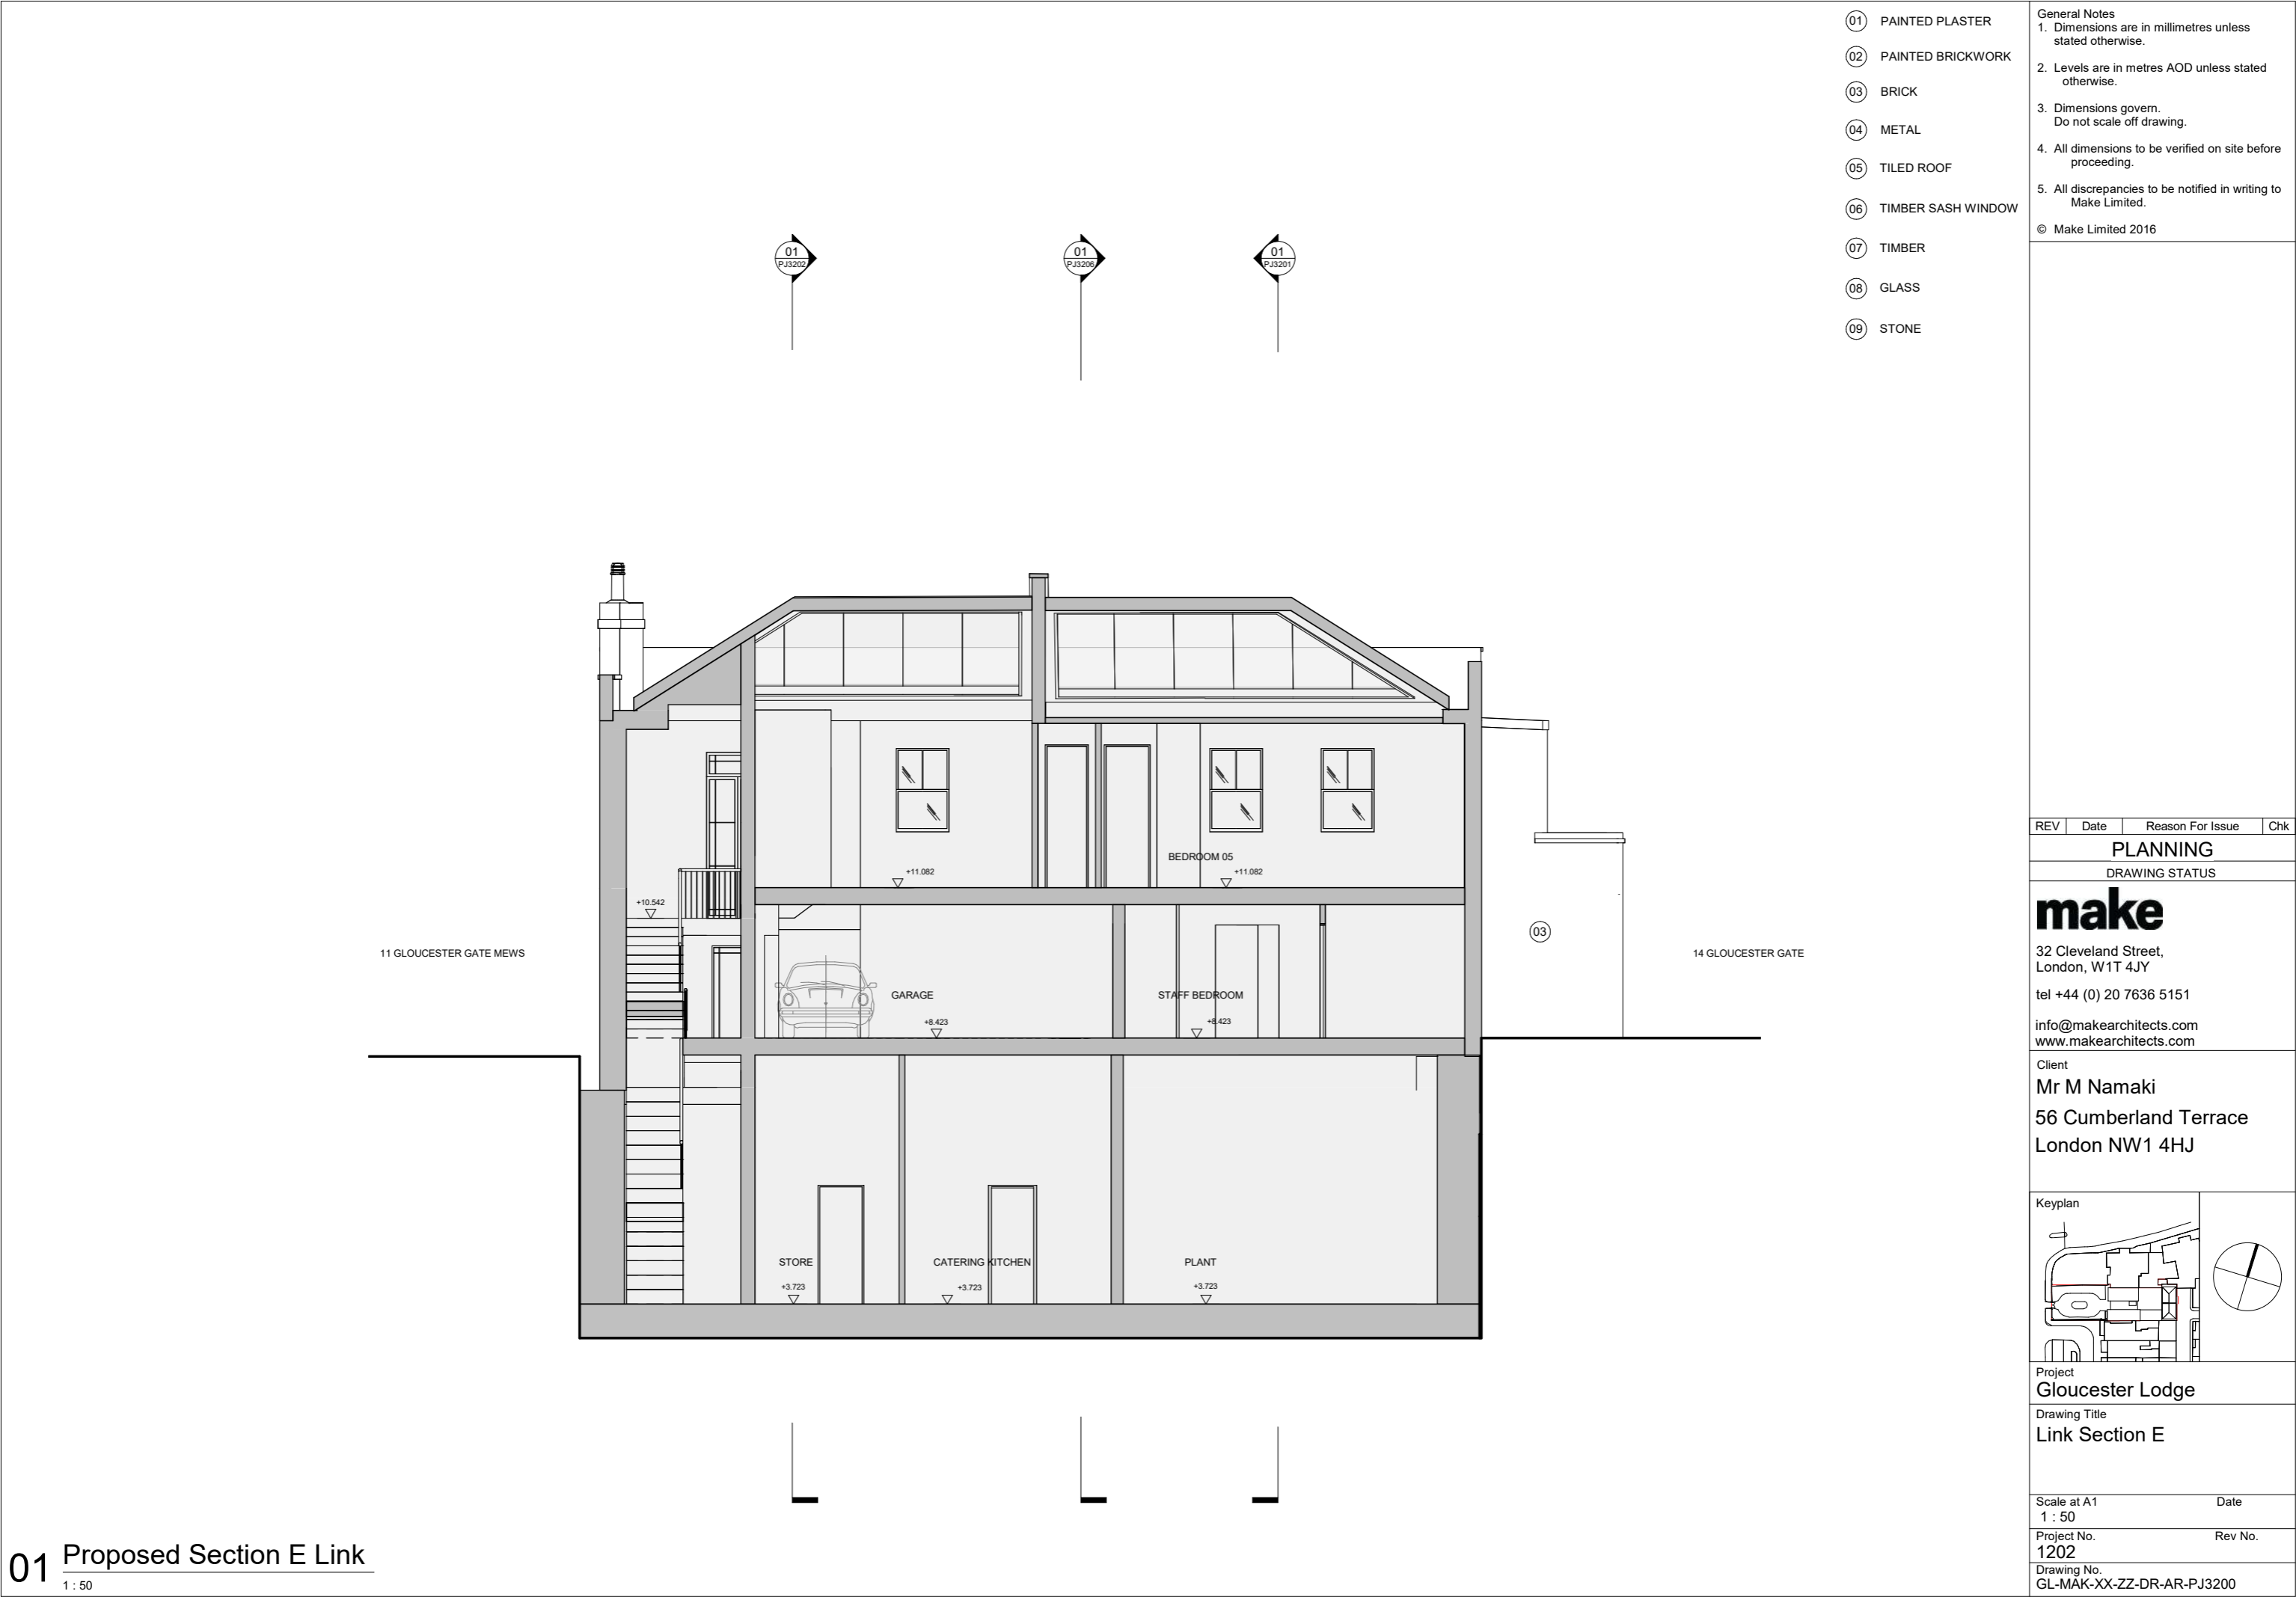 01 PAINTED PLASTER
02 PAINTED BRICKWORK
03 BRICK
04 METAL
05 TILED ROOF
06 TIMBER SASH WINDOW
07 TIMBER
08 GLASS
09 STONE
General Notes
1. Dimensions are in millimetres unless
stated otherwise.
2. Levels are in metres AOD unless stated
otherwise.
3. Dimensions govern.
Do not scale off drawing.
4. All dimensions to be verified on site before
proceeding.
5. All discrepancies to be notified in writing to
Make Limited.
© Make Limited 2016
01
PJ3202
01
PJ3206
01
PJ3201
BEDROOM 05
+11.082
+11.082
+10.542
11 GLOUCESTER GATE MEWS
03
14 GLOUCESTER GATE
GARAGE
STAFF BEDROOM
+8.423
+8.423
STORE
CATERING KITCHEN
PLANT
+3.723
+3.723
+3.723
REV Date Reason For Issue Chk
PLANNING
DRAWING STATUS
make
32 Cleveland Street,
London, W1T 4JY
tel +44 (0) 20 7636 5151
info@makearchitects.com
www.makearchitects.com
Client
Mr M Namaki
56 Cumberland Terrace
London NW1 4HJ
Keyplan
Project
Gloucester Lodge
Drawing Title
Link Section E
Scale at A1 Date
1 : 50
Project No. Rev No.
1202
Drawing No.
GL-MAK-XX-ZZ-DR-AR-PJ3200
01 Proposed Section E Link
1 : 50